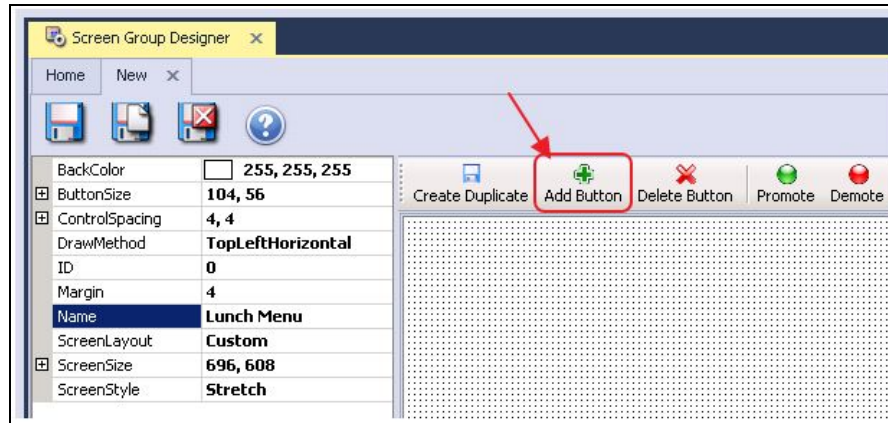 Screen Group Designer
Home New
BackColor 255, 255, 255
ButtonSize 104, 56
ControlSpacing 4, 4
DrawMethod TopLeftHorizontal
ID 0
Margin 4
Name Lunch Menu
ScreenLayout Custom
ScreenSize 696, 608
ScreenStyle Stretch
Create Duplicate Add Button Delete Button Promote Demote